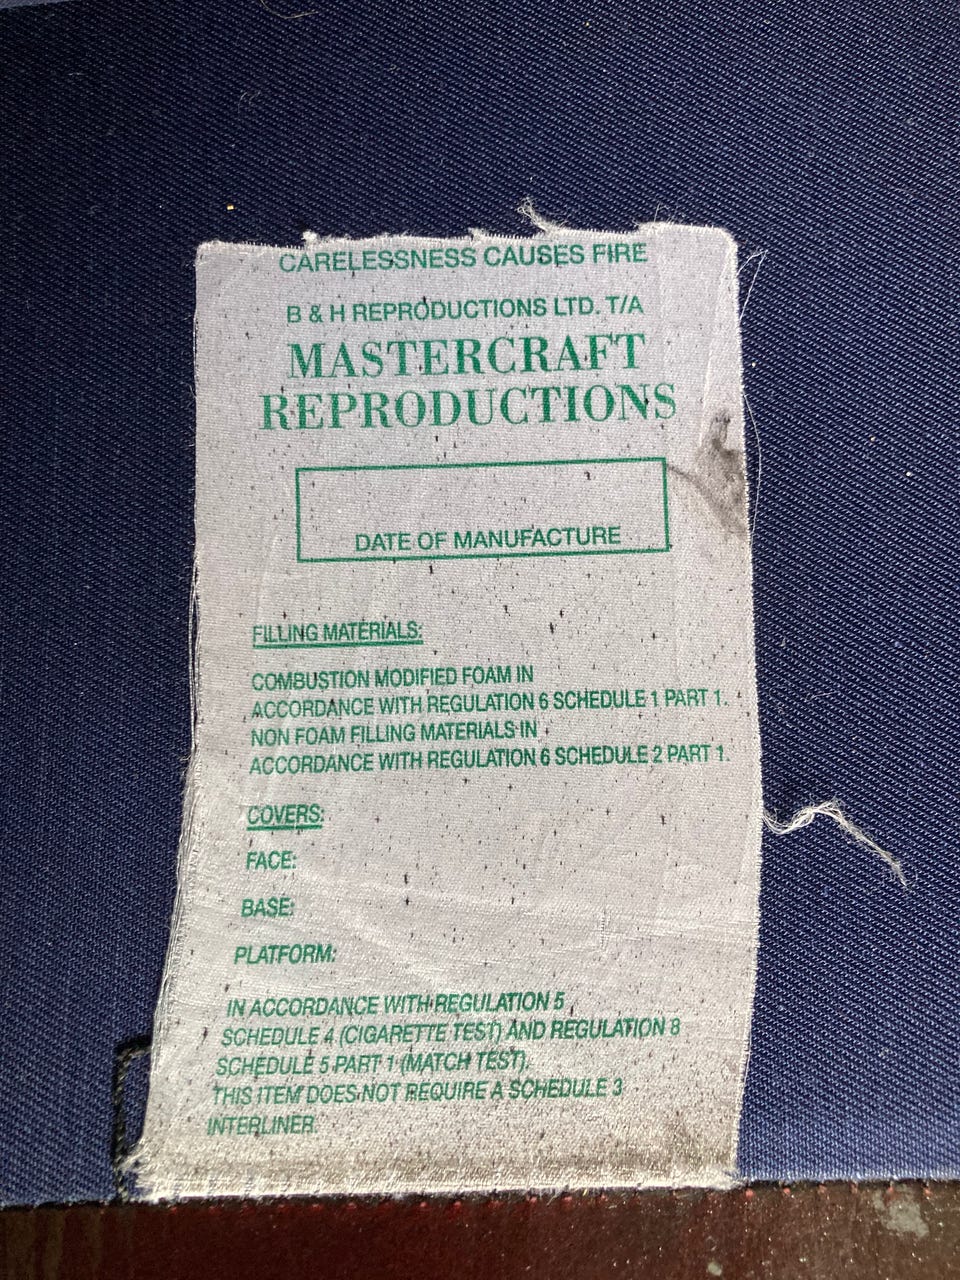 CARELESSNESS CAUSES FIRE
B & H REPRODUCTIONS LTD. T/A
MASTERCRAFT
REPRODUCTIONS
DATE OF MANUFACTURE
FILLING MATERIALS:
COMBUSTION MODIFIED FOAM IN
ACCORDANCE WITH REGULATION 6 SCHEDULE 1 PART 1.
NON FOAM FILLING MATERIALS IN
ACCORDANCE WITH REGULATION 6 SCHEDULE 2 PART 1.
COVERS:
FACE:
BASE:
PLATFORM:
IN ACCORDANCE WITH REGULATION 5
SCHEDULE 4 (CIGARETTE TEST) AND REGULATION 8
SCHEDULE 5 PART 1 (MATCH TEST).
THIS ITEM DOES NOT REQUIRE A SCHEDULE 3
INTERLINER.